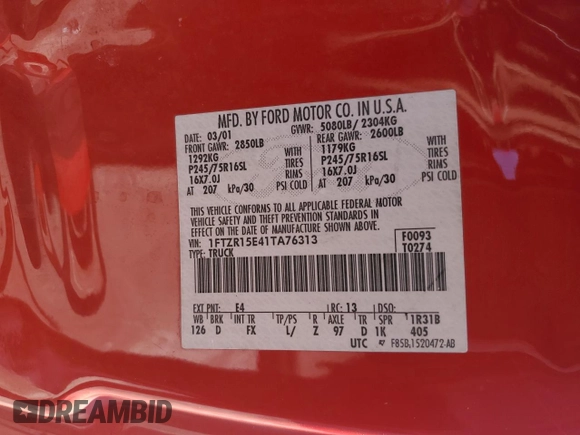 MFD. BY FORD MOTOR CO. IN U.S.A.
DATE: 03/01 GVWR: 5080LB/ 2304KG
FRONT GAWR: 2850LB REAR GAWR: 2600LB
1292KG WITH 1179KG WITH
P245/75R16SL TIRES P245/75R16SL TIRES
16X7.0J RIMS 16X7.0J RIMS
AT 207 kPa/30 PSI COLD AT 207 kPa/30 PSI COLD
THIS VEHICLE CONFORMS TO ALL APPLICABLE FEDERAL MOTOR
VEHICLE SAFETY AND THEFT PREVENTION STANDARDS IN
EFFECT ON THE DATE OF MANUFACTURE SHOWN ABOVE.
VIN: 1FTZR15E41TA76313 F0093
TYPE: TRUCK T0274
EXT PNT: E4 RC: 13 DSO:
WB BRK INT TR TP/PS R AXLE TR SPR 1R31B
126 D FX L/ Z 97 D 1K 405
UTC F85B,1520472-AB
DREAMBID